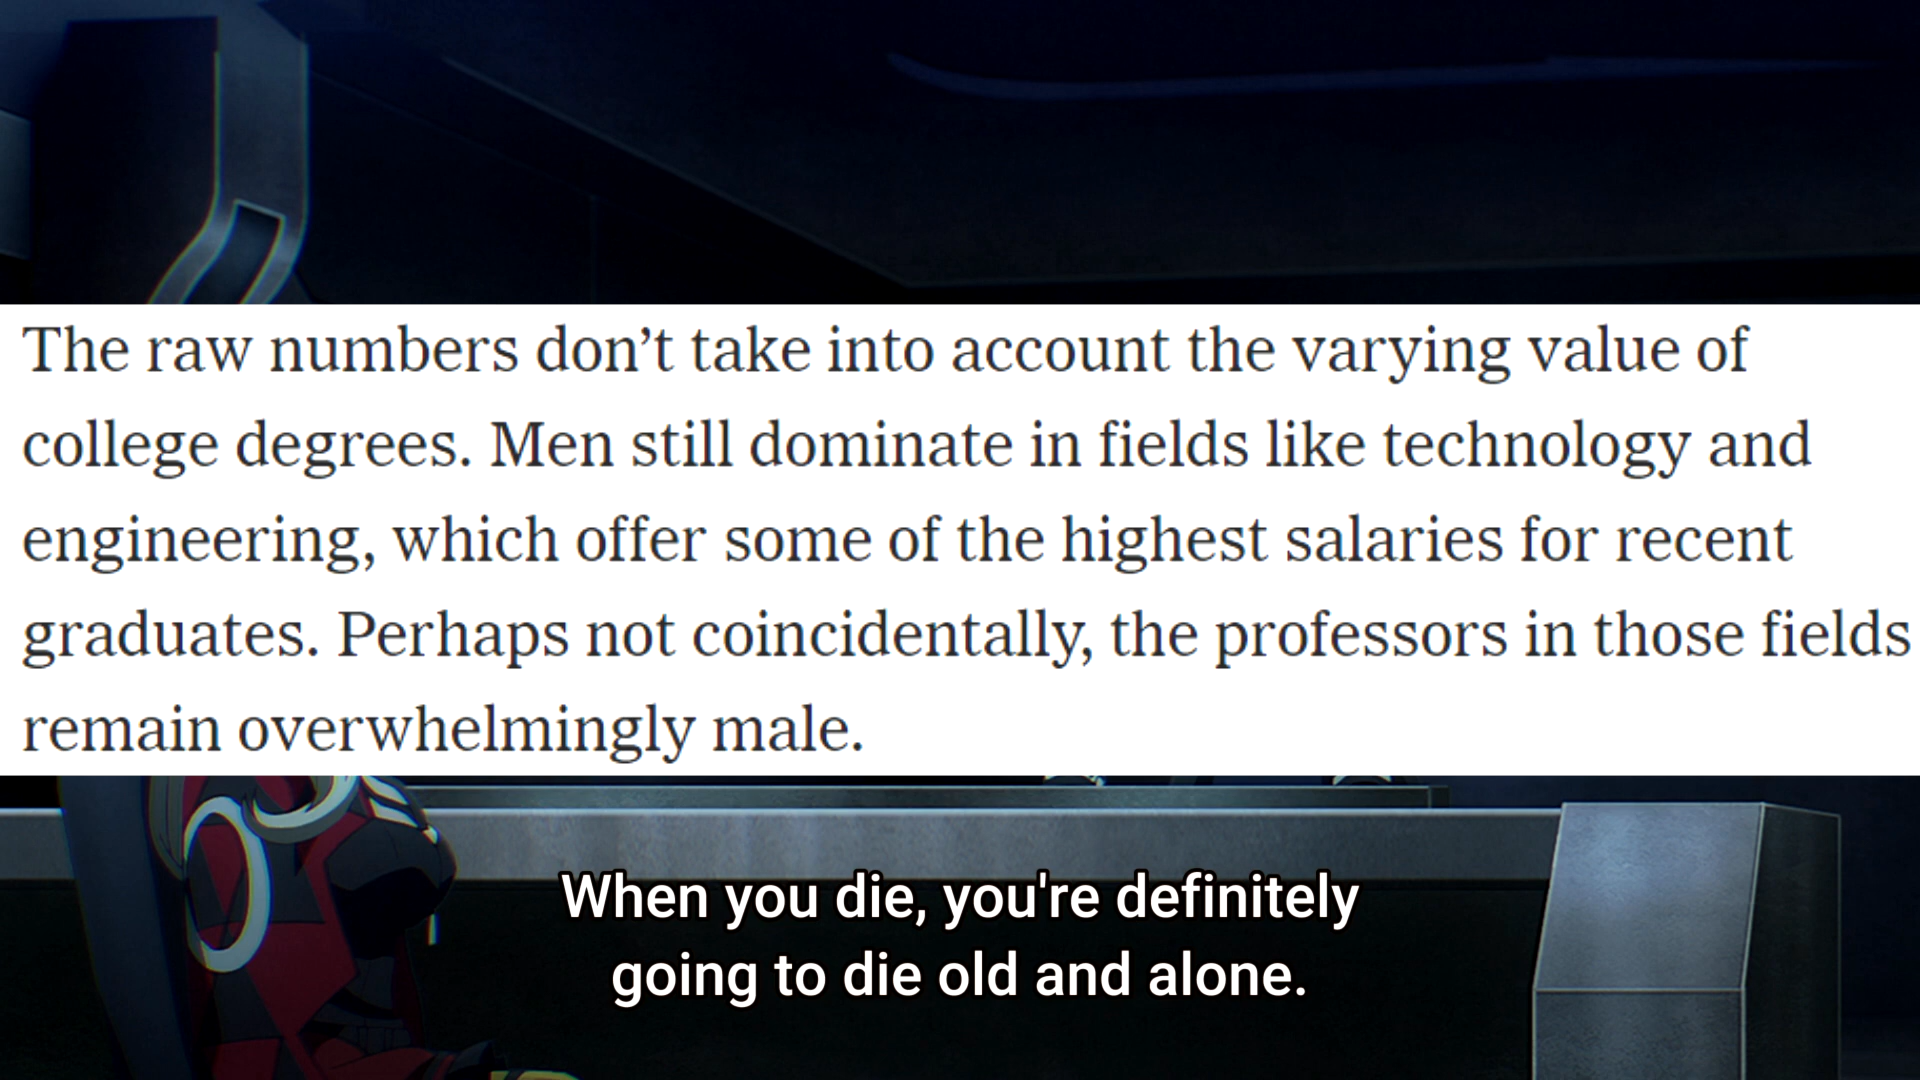 The raw numbers don’t take into account the varying value of
college degrees. Men still dominate in fields like technology and
engineering, which offer some of the highest salaries for recent
graduates. Perhaps not coincidentally, the professors in those fields
remain overwhelmingly male.
When you die, you're definitely
going to die old and alone.